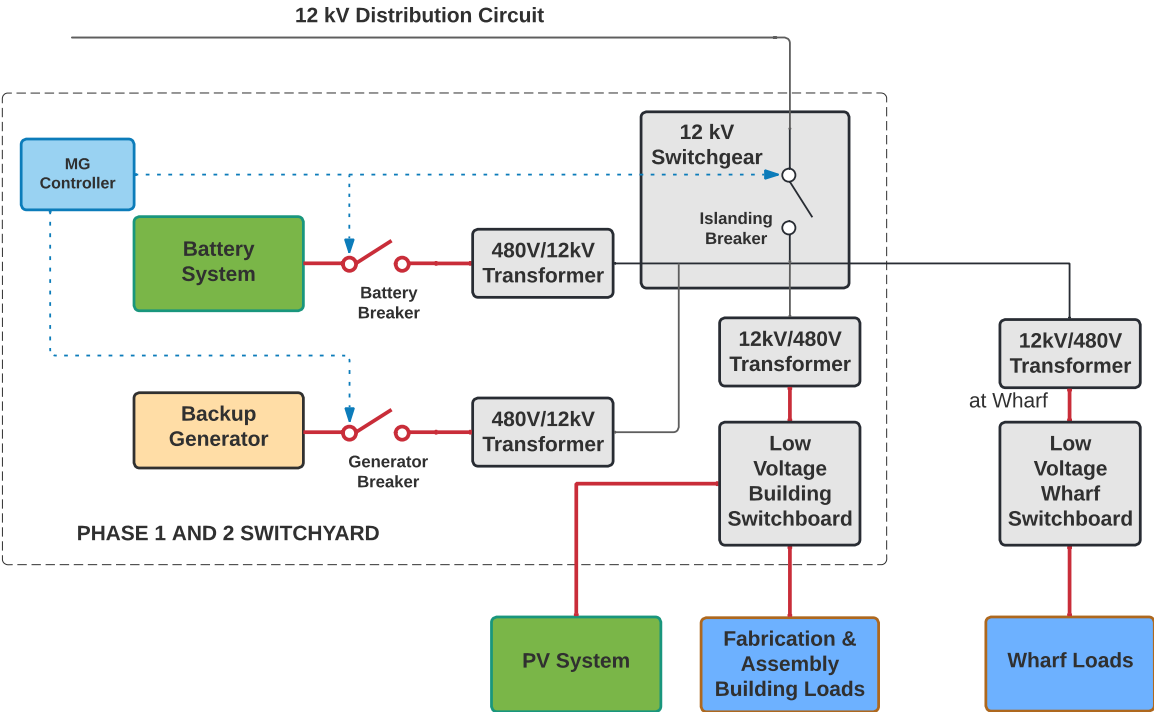 12 kV Distribution Circuit
MG
Controller
12 kV
Switchgear
Islanding
Breaker
Battery
System
Battery
Breaker
480V/12kV
Transformer
12kV/480V
Transformer
12kV/480V
Transformer
at Wharf
Backup
Generator
Generator
Breaker
480V/12kV
Transformer
Low
Voltage
Building
Switchboard
Low
Voltage
Wharf
Switchboard
PHASE 1 AND 2 SWITCHYARD
PV System
Fabrication &
Assembly
Building Loads
Wharf Loads